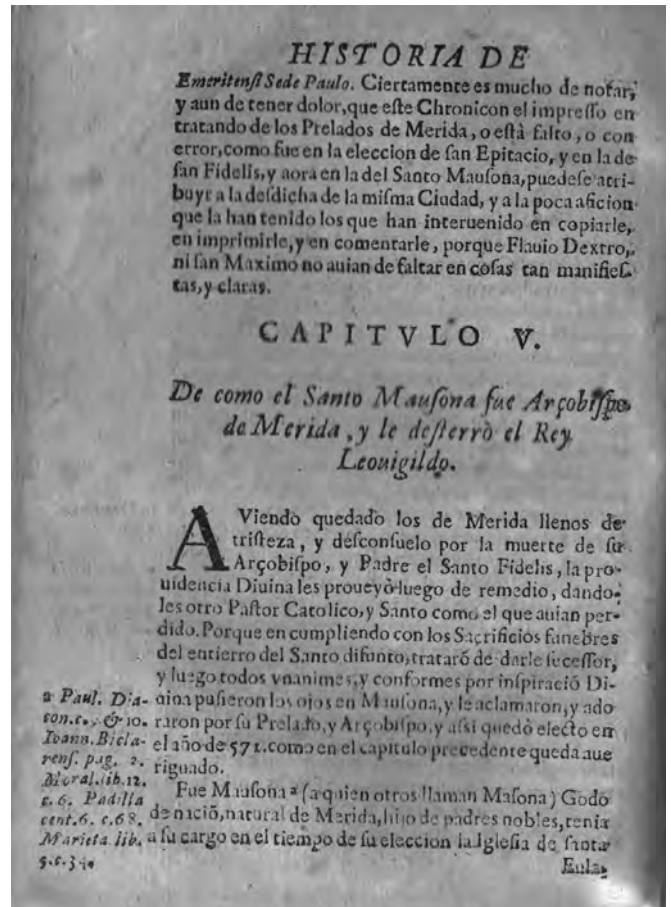 HISTORIA DE
Emeritensi Sede Paulo. Ciertamente es mucho de notar,
y aun de tener dolor, que eſte Chronicon el impreſſo en
tratando de los Prelados de Merida, o eſtà falto, o con
error, como fue en la eleccion de ſan Epitacio, y en la de
ſan Fidelis, y aora en la del Santo Mauſona, puedeſe atri-
buyr a la deſdicha de la miſma Ciudad, y a la poca aficion
que la han tenido los que han interuenido en copiarle,
en imprimirle, y en comentarle, porque Flauio Dextro,
ni ſan Maximo no auian de faltar en coſas tan manifieſ-
tas, y claras.
CAPITVLO V.
De como el Santo Mauſona fue Arçobiſpo
de Merida, y le deſterrò el Rey
Leouigildo.
AViendo quedado los de Merida llenos de
triſteza, y deſconſuelo por la muerte de ſu
Arçobiſpo, y Padre el Santo Fidelis, la pro-
uidencia Diuina les proueyò luego de remedio, dando-
les otro Paſtor Catolico, y Santo como el que auian per-
dido. Porque en cumpliendo con los Sacrificios funebres
del entierro del Santo difunto, trataró de darle ſuceſſor,
y luego todos vnanimes, y conformes por inſpiració Di-
uina puſieron los ojos en Mauſona, y le aclamaron, y ado
raron por ſu Prelado, y Arçobiſpo, y aſsi quedò electo en
el año de 571. como en el capitulo precedente queda aue
riguado.
Fue Mauſona ª (a quien otros llaman Maſona) Godo
de nació, natural de Merida, hijo de padres nobles, tenia
a ſu cargo en el tiempo de ſu eleccion la Igleſia de ſanta
Eula-
a Paul. Dia-
con. c. & 10.
Ioann. Bicla-
renſ. pag. 2.
Moral. lib. 12.
c. 6. Padilla
cent. 6. c. 68.
Marieta lib.
5. c. 34.